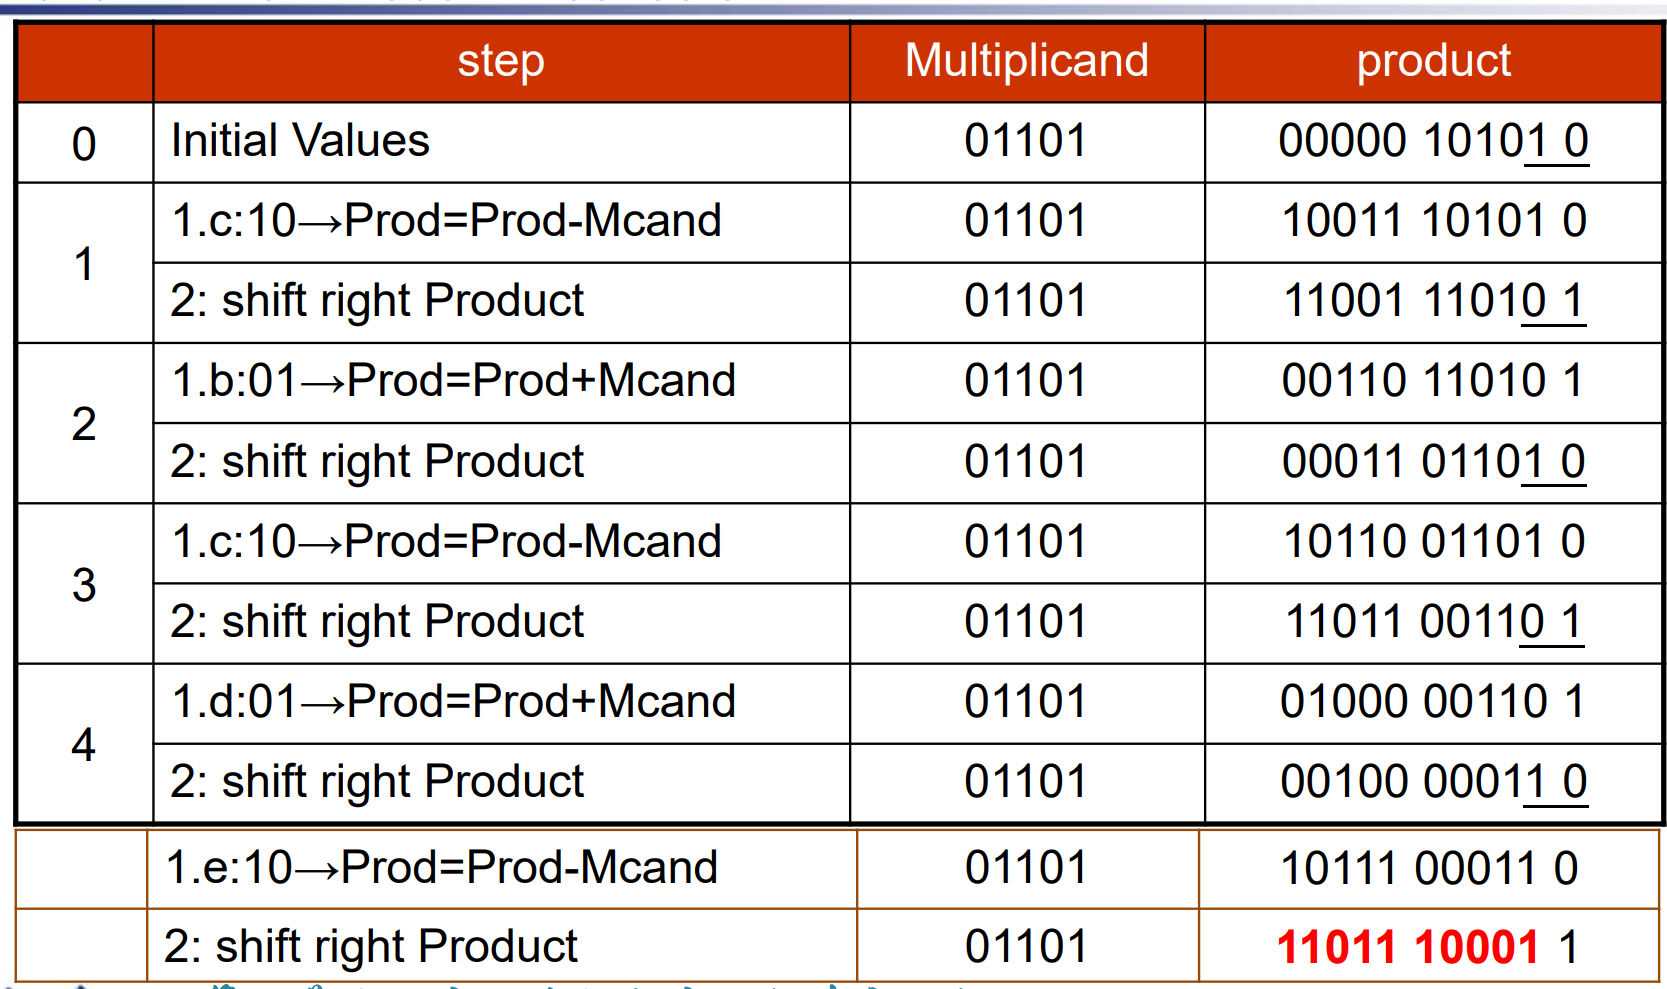 step Multiplicand product
0 Initial Values 01101 00000 10101 0
1 1.c:10→Prod=Prod-Mcand 01101 10011 10101 0
2: shift right Product 01101 11001 11010 1
2 1.b:01→Prod=Prod+Mcand 01101 00110 11010 1
2: shift right Product 01101 00011 01101 0
3 1.c:10→Prod=Prod-Mcand 01101 10110 01101 0
2: shift right Product 01101 11011 00110 1
4 1.d:01→Prod=Prod+Mcand 01101 01000 00110 1
2: shift right Product 01101 00100 00011 0
1.e:10→Prod=Prod-Mcand 01101 10111 00011 0
2: shift right Product 01101 11011 10001 1